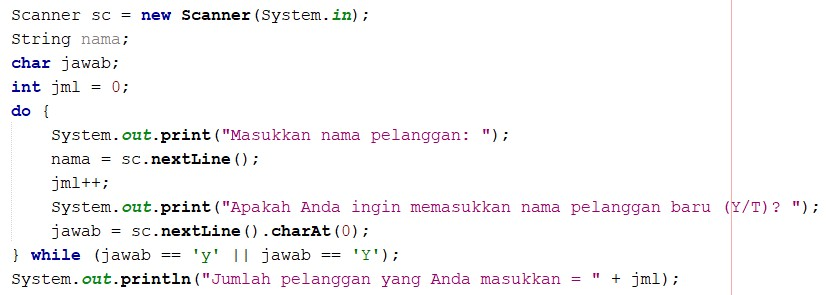 Scanner sc = new Scanner(System.in);
String nama;
char jawab;
int jml = 0;
do {
    System.out.print("Masukkan nama pelanggan: ");
    nama = sc.nextLine();
    jml++;
    System.out.print("Apakah Anda ingin memasukkan nama pelanggan baru (Y/T)? ");
    jawab = sc.nextLine().charAt(0);
} while (jawab == 'y' || jawab == 'Y');
System.out.println("Jumlah pelanggan yang Anda masukkan = " + jml);